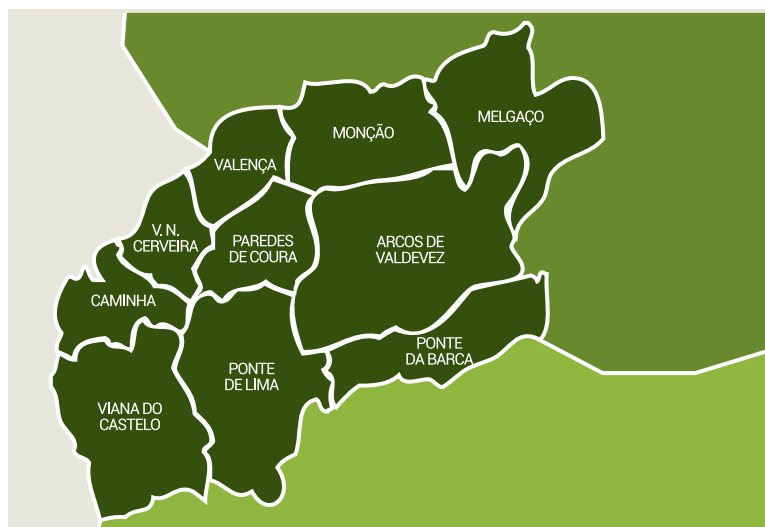 MELGAÇO
MONÇÃO
VALENÇA
V. N.
CERVEIRA
PAREDES
DE COURA
ARCOS DE
VALDEVEZ
CAMINHA
PONTE
DA BARCA
PONTE
DE LIMA
VIANA DO
CASTELO